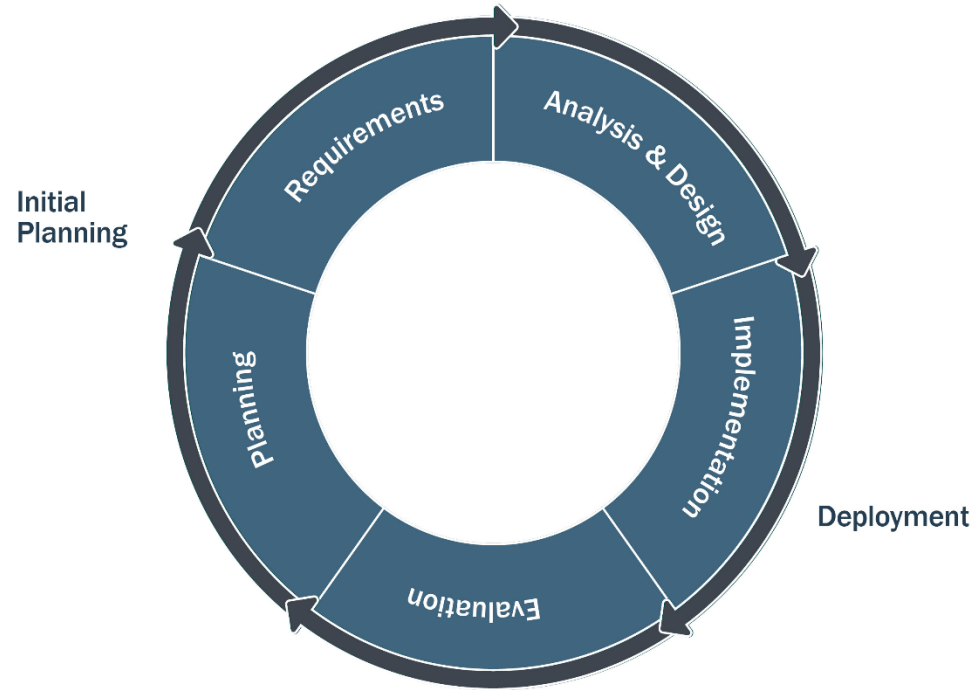 Initial
Planning
Requirements
Analysis & Design
Implementation
Deployment
Evaluation
Planning